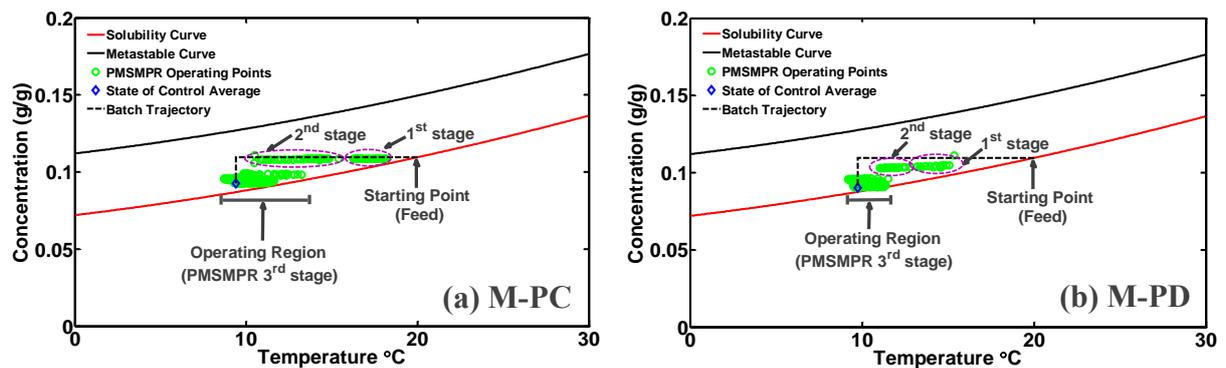 Concentration (g/g)
0.2
0.15
0.1
0.05
0
Solubility Curve
Metastable Curve
PMSMPR Operating Points
State of Control Average
Batch Trajectory
2nd stage
1st stage
Starting Point
(Feed)
Operating Region
(PMSMPR 3rd stage)
(a) M-PC
0
10
20
30
Temperature °C
Concentration (g/g)
0.2
0.15
0.1
0.05
0
Solubility Curve
Metastable Curve
PMSMPR Operating Points
State of Control Average
Batch Trajectory
2nd stage
1st stage
Starting Point
(Feed)
Operating Region
(PMSMPR 3rd stage)
(b) M-PD
0
10
20
30
Temperature °C